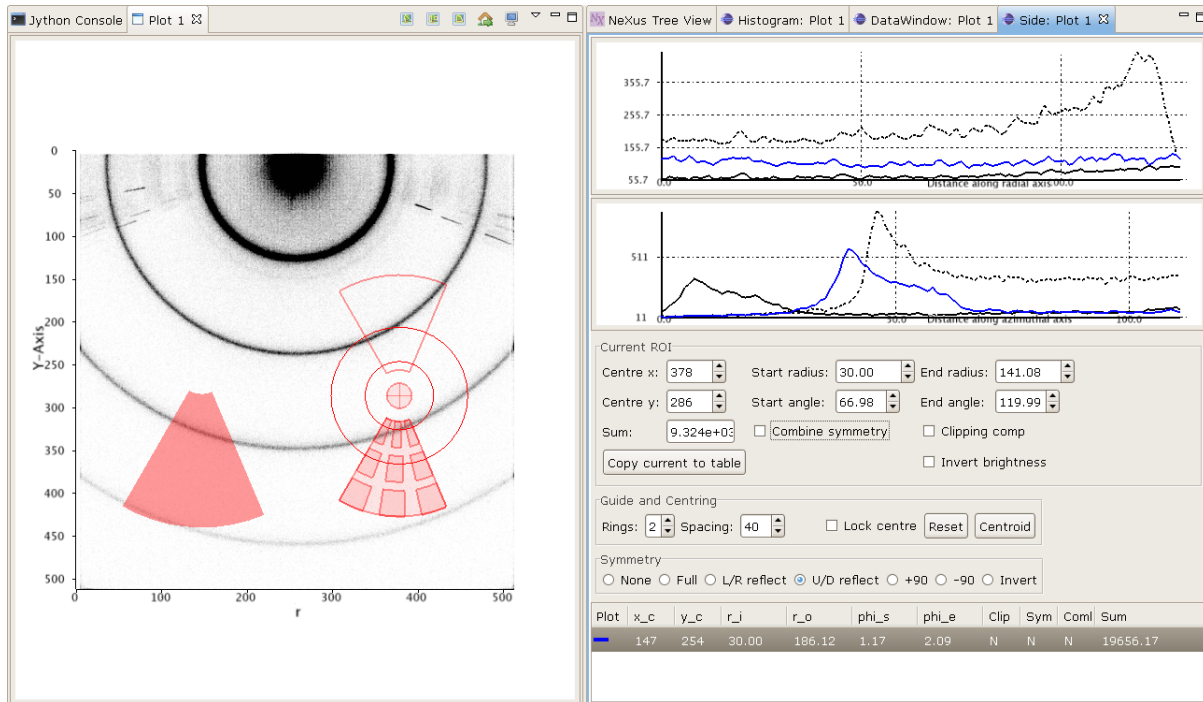 Jython Console Plot 1
NeXus Tree View Histogram: Plot 1 DataWindow: Plot 1 Side: Plot 1
0
50
100
150
200
250
300
350
400
450
500
Y-Axis
0 100 200 300 400 500
r
355.7
255.7
155.7
55.7
0.0 50.0 Distance along radial axis
511
11
0.0 Distance along azimuthal axis 100.0
Current ROI
Centre x: 378 Start radius: 30.00 End radius: 141.08
Centre y: 286 Start angle: 66.98 End angle: 119.99
Sum: 9.324e+03 Combine symmetry Clipping comp
Copy current to table Invert brightness
Guide and Centring
Rings: 2 Spacing: 40 Lock centre Reset Centroid
Symmetry
None Full L/R reflect U/D reflect +90 -90 Invert
Plot x_c y_c r_i r_o phi_s phi_e Clip Sym Coml Sum
147 254 30.00 186.12 1.17 2.09 N N N 19656.17